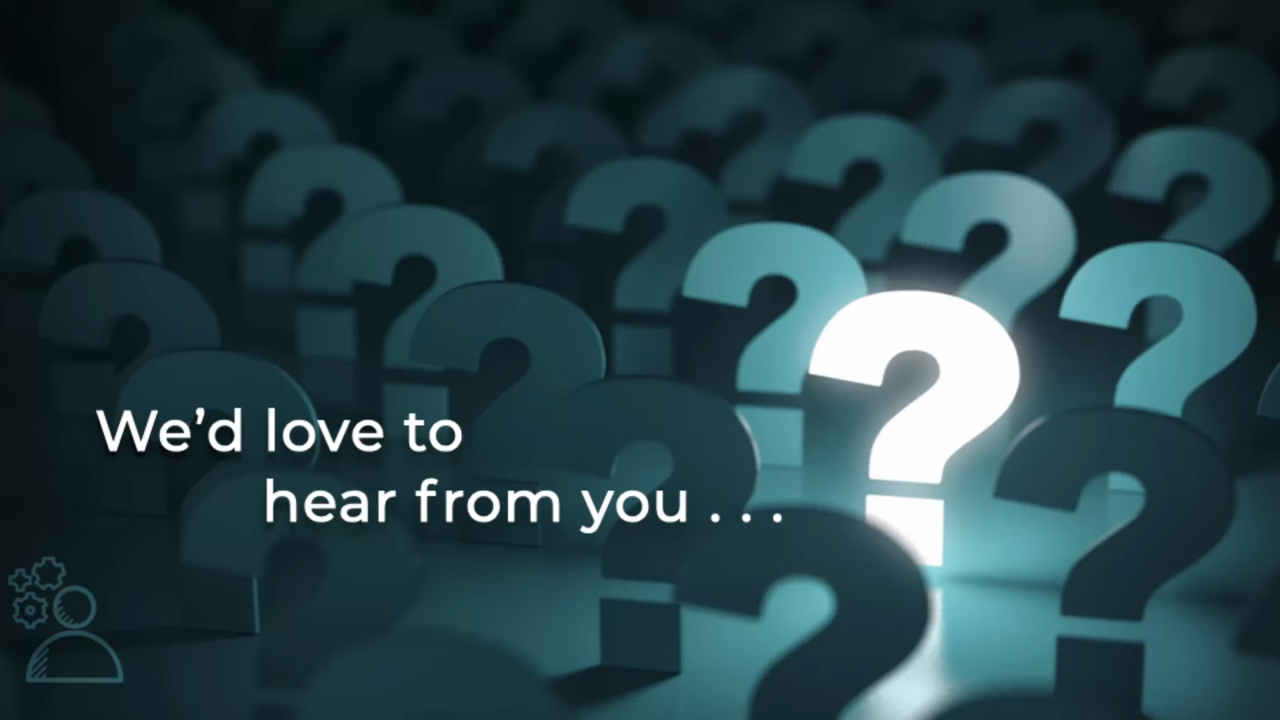 We’d love to
hear from you . . .